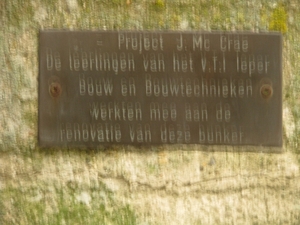 = Project J. Mc Crae
De leerlingen van het V.T.I Ieper
Bouw en Bouwtechnieken
werkten mee aan de
renovatie van deze bunker.